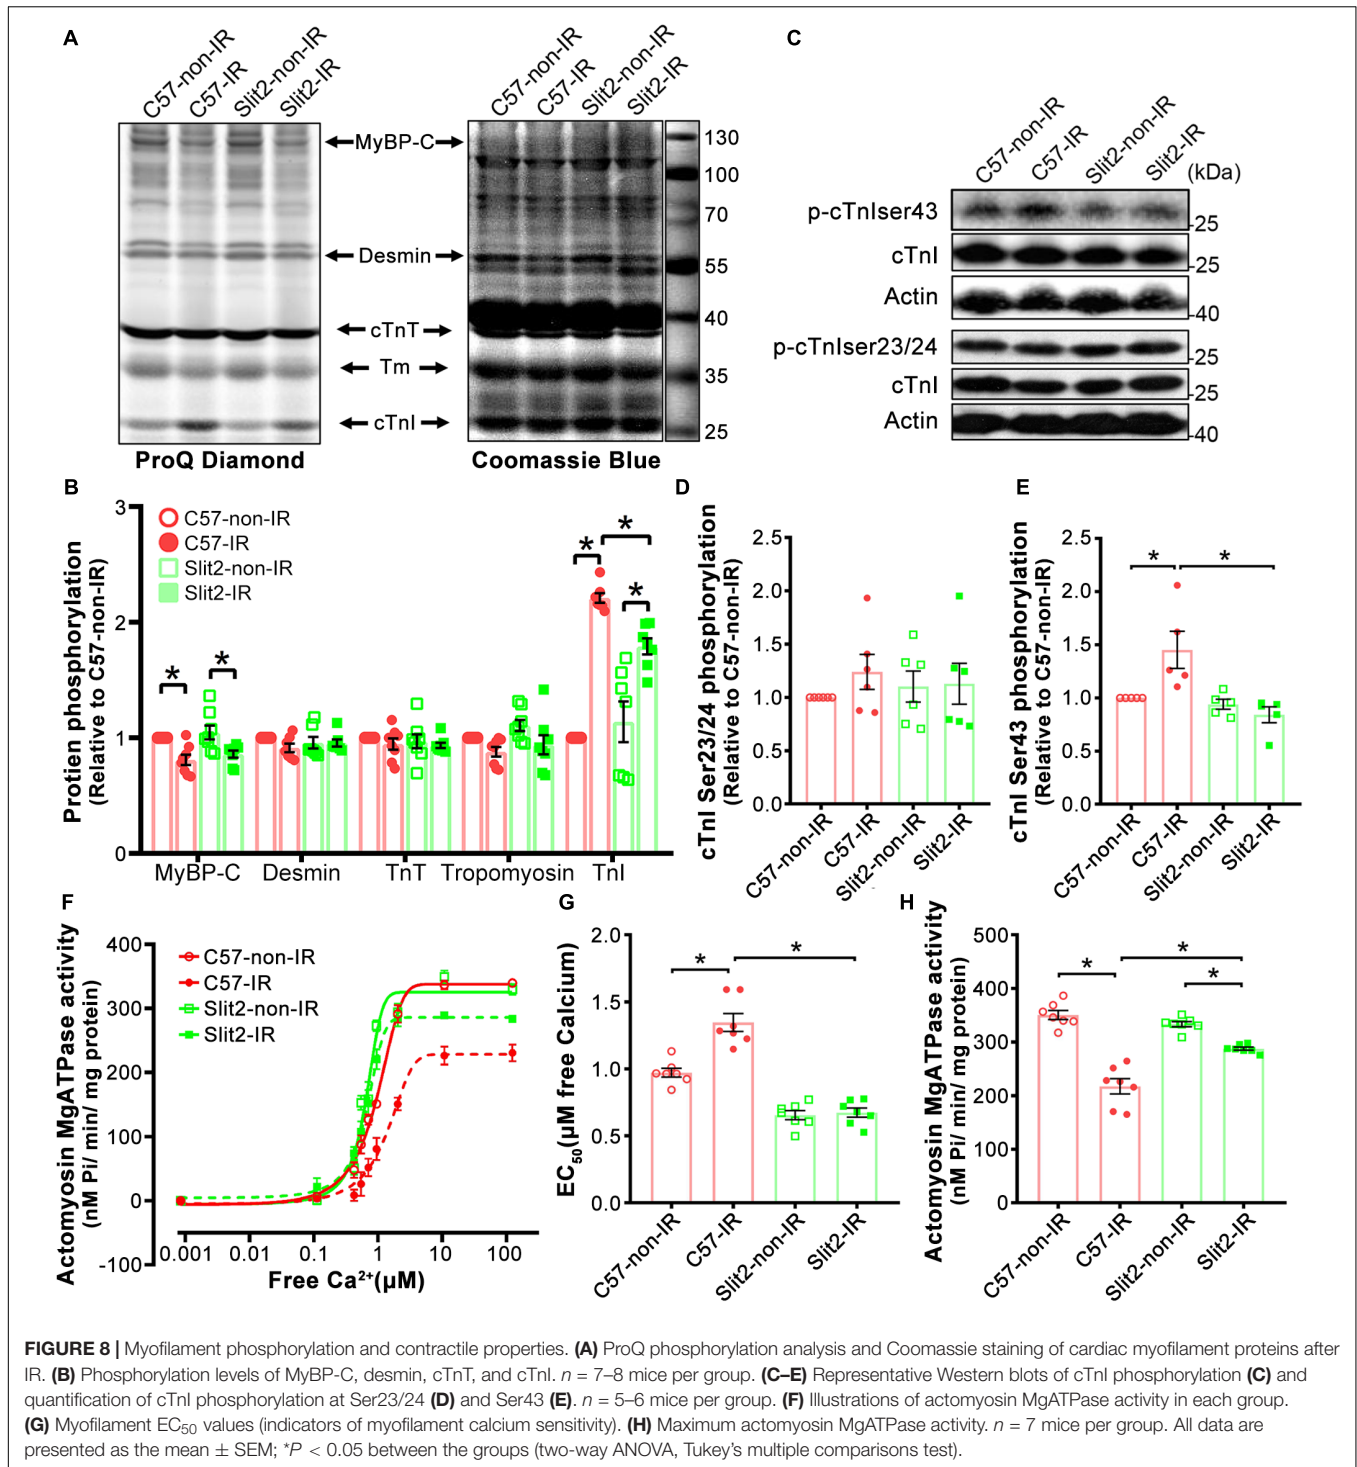 A
C57-non-IR
C57-IR
Slit2-non-IR
Slit2-IR
C57-non-IR
C57-IR
Slit2-non-IR
Slit2-IR
MyBP-C
Desmin
cTnT
Tm
cTnI
130
100
70
55
40
35
25
ProQ Diamond
Coomassie Blue
C
C57-non-IR
C57-IR
Slit2-non-IR
Slit2-IR
(kDa)
p-cTnIser43
-25
cTnI
-25
Actin
-40
p-cTnIser23/24
-25
cTnI
-25
Actin
-40
B
Protien phosphorylation
(Relative to C57-non-IR)
3
2
1
0
C57-non-IR
C57-IR
Slit2-non-IR
Slit2-IR
* * * * *
MyBP-C Desmin TnT Tropomyosin TnI
D
cTnI Ser23/24 phosphorylation
(Relative to C57-non-IR)
2.5
2.0
1.5
1.0
0.5
0.0
C57-non-IR
C57-IR
Slit2-non-IR
Slit2-IR
E
cTnI Ser43 phosphorylation
(Relative to C57-non-IR)
2.5
2.0
1.5
1.0
0.5
0.0
* *
C57-non-IR
C57-IR
Slit2-non-IR
Slit2-IR
F
Actomyosin MgATPase activity
(nM Pi/ min/ mg protein)
400
300
200
100
0
-100
C57-non-IR
C57-IR
Slit2-non-IR
Slit2-IR
0.001 0.01 0.1 1 10 100
Free Ca²⁺(μM)
G
EC₅₀(μM free Calcium)
2.0
1.5
1.0
0.5
0.0
* *
C57-non-IR
C57-IR
Slit2-non-IR
Slit2-IR
H
Actomyosin MgATPase activity
(nM Pi/ min/ mg protein)
500
400
300
200
100
0
* * *
C57-non-IR
C57-IR
Slit2-non-IR
Slit2-IR
FIGURE 8 | Myofilament phosphorylation and contractile properties. (A) ProQ phosphorylation analysis and Coomassie staining of cardiac myofilament proteins after
IR. (B) Phosphorylation levels of MyBP-C, desmin, cTnT, and cTnI. n = 7–8 mice per group. (C–E) Representative Western blots of cTnI phosphorylation (C) and
quantification of cTnI phosphorylation at Ser23/24 (D) and Ser43 (E). n = 5–6 mice per group. (F) Illustrations of actomyosin MgATPase activity in each group.
(G) Myofilament EC₅₀ values (indicators of myofilament calcium sensitivity). (H) Maximum actomyosin MgATPase activity. n = 7 mice per group. All data are
presented as the mean ± SEM; *P < 0.05 between the groups (two-way ANOVA, Tukey's multiple comparisons test).